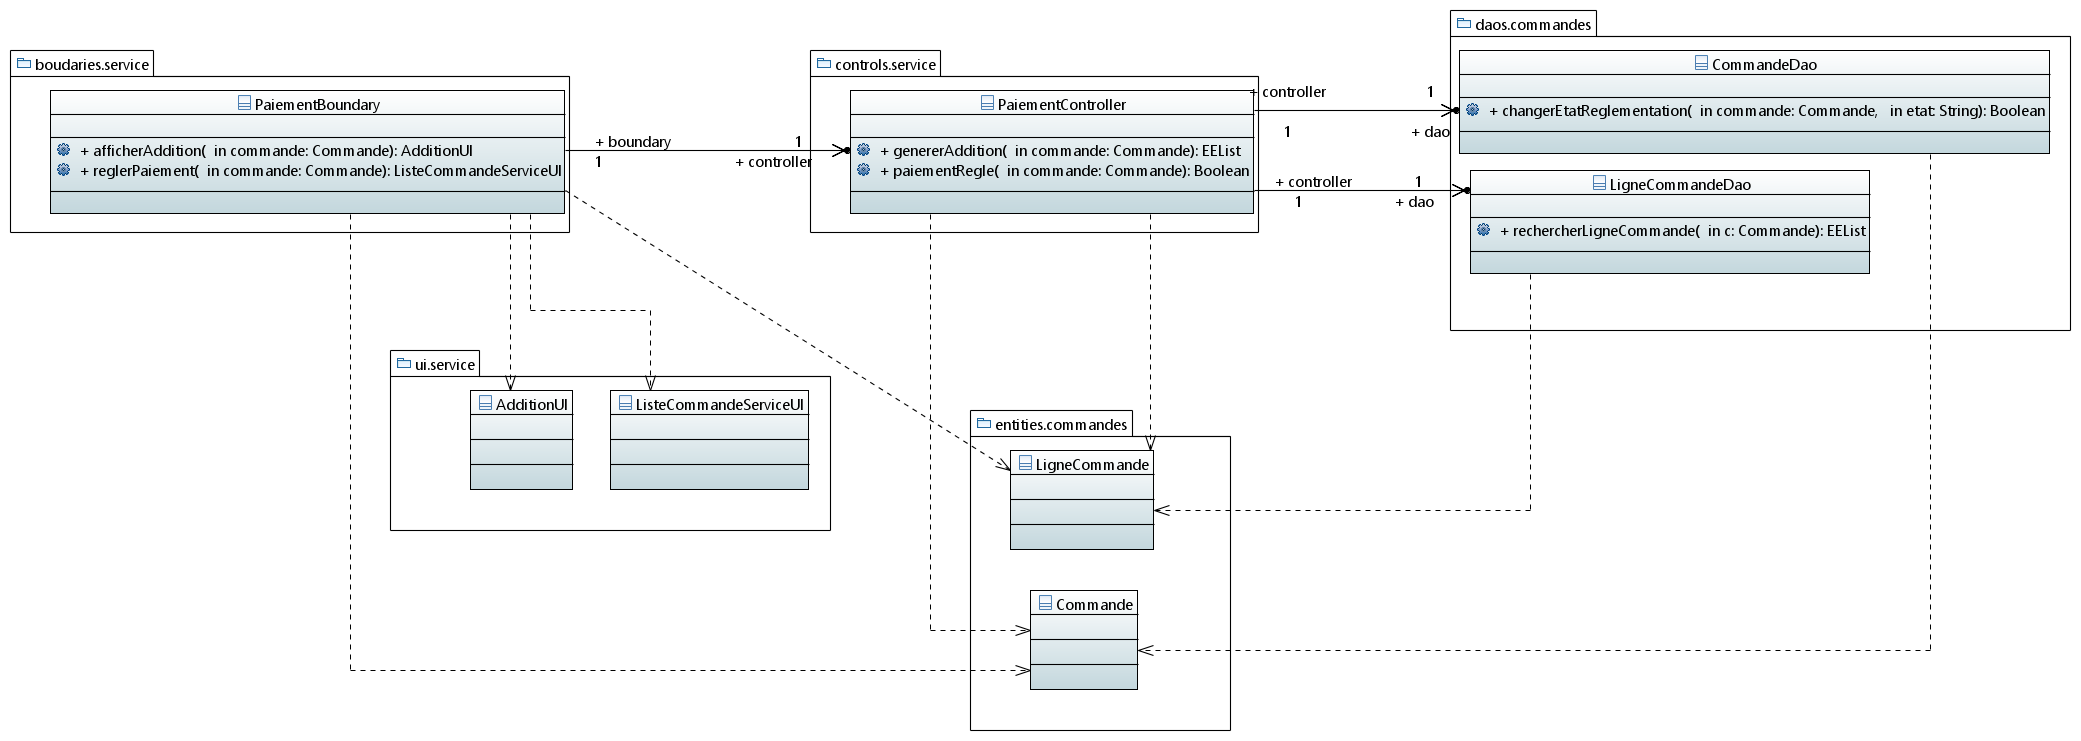 boudaries.service
PaiementBoundary
+ afficherAddition(  in commande: Commande): AdditionUI
+ reglerPaiement(  in commande: Commande): ListeCommandeServiceUI
+ boundary
1
1
+ controller
controls.service
PaiementController
+ genererAddition(  in commande: Commande): EEList
+ paiementRegle(  in commande: Commande): Boolean
+ controller
1
1
+ dao
+ controller
1
1
+ dao
daos.commandes
CommandeDao
+ changerEtatReglementation(  in commande: Commande,   in etat: String): Boolean
LigneCommandeDao
+ rechercherLigneCommande(  in c: Commande): EEList
ui.service
AdditionUI
ListeCommandeServiceUI
entities.commandes
LigneCommande
Commande